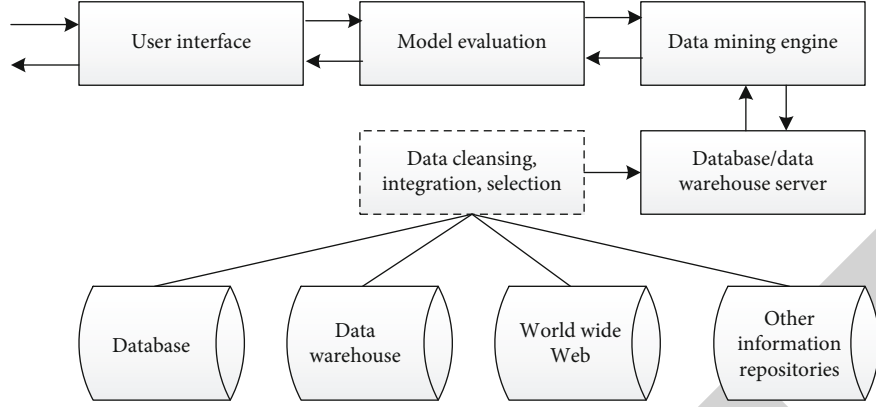 User interface
Model evaluation
Data mining engine
Data cleansing,
integration, selection
Database/data
warehouse server
Database
Data
warehouse
World wide
Web
Other
information
repositories